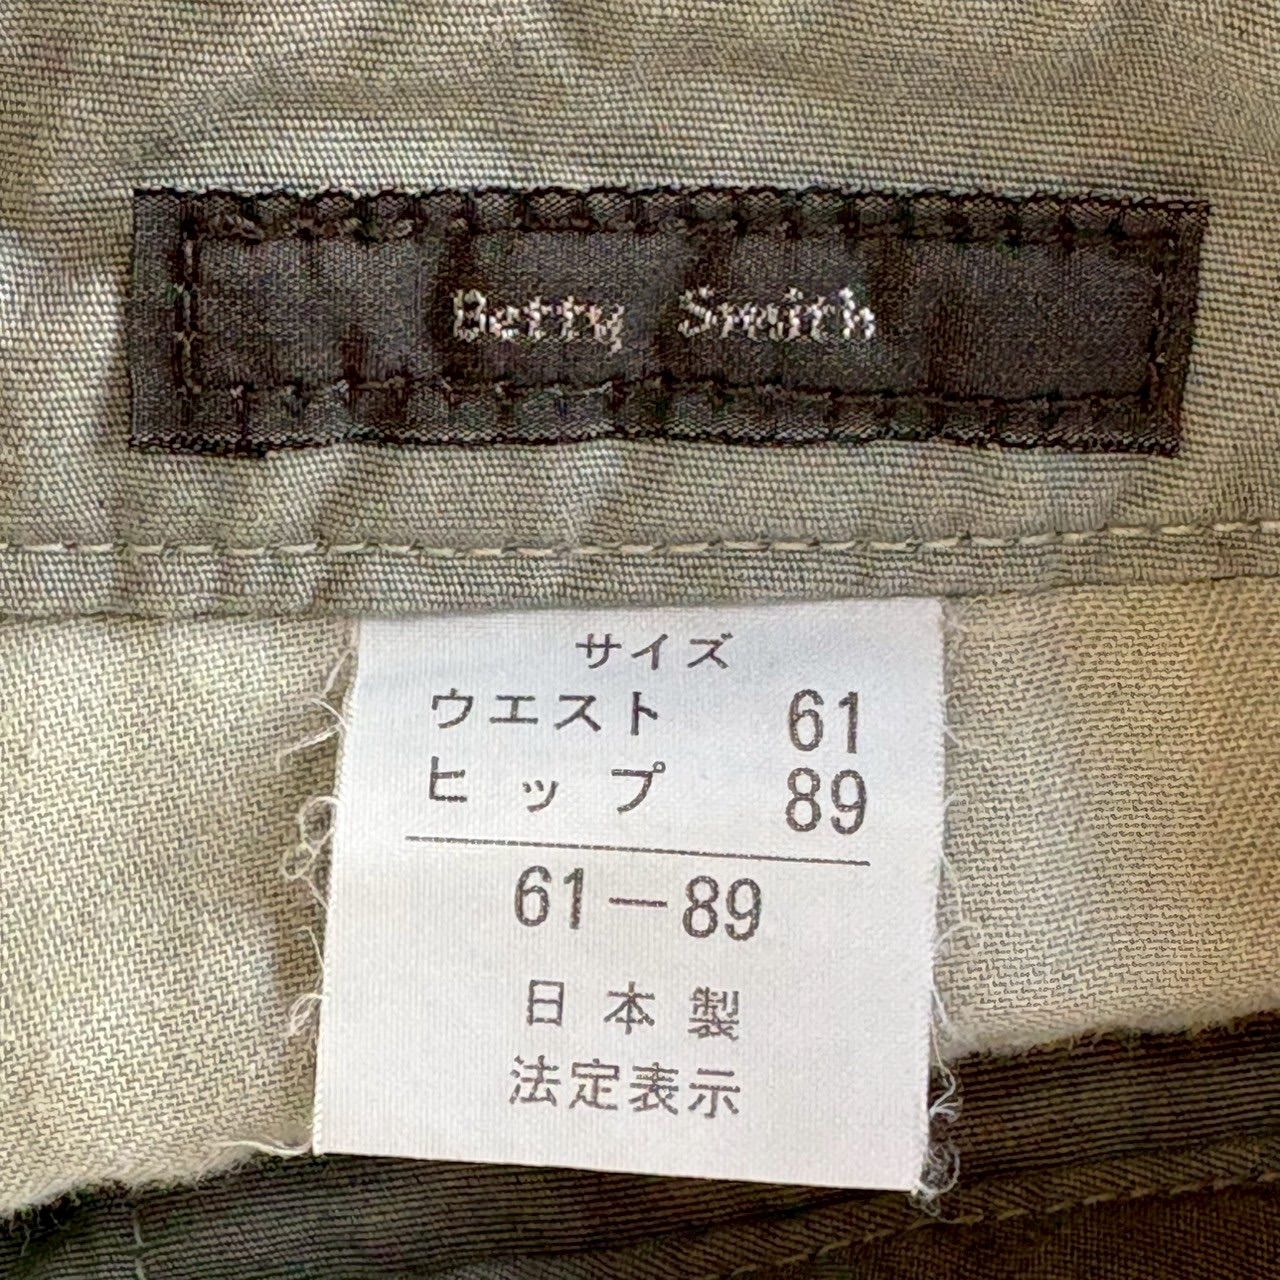 Betty Smith
サイズ
ウエスト 61
ヒップ 89
61－89
日本製
法定表示